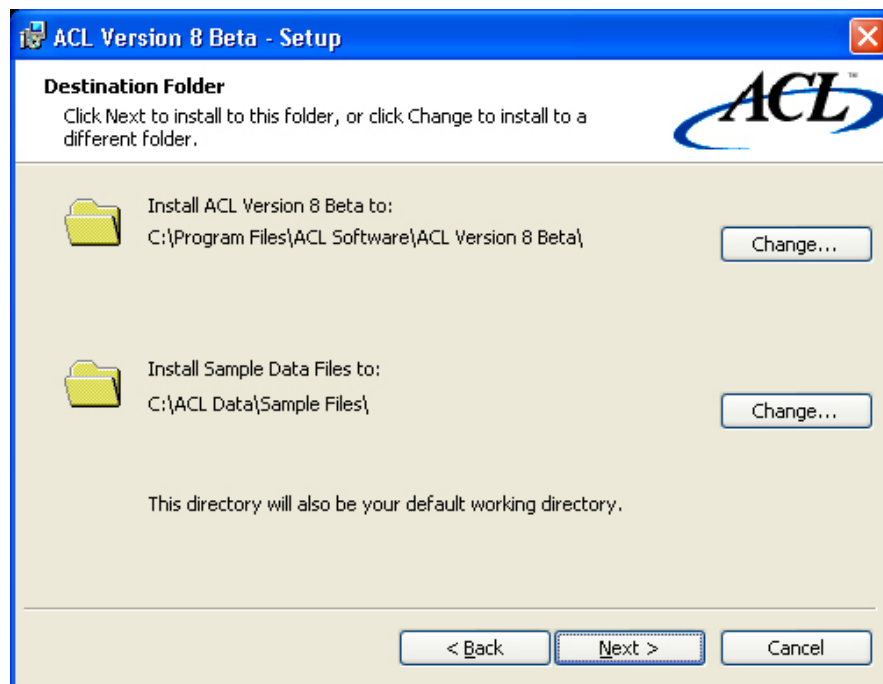 ACL Version 8 Beta - Setup
Destination Folder
Click Next to install to this folder, or click Change to install to a
different folder.
ACL™
Install ACL Version 8 Beta to:
C:\Program Files\ACL Software\ACL Version 8 Beta\
Change...
Install Sample Data Files to:
C:\ACL Data\Sample Files\
Change...
This directory will also be your default working directory.
< Back
Next >
Cancel